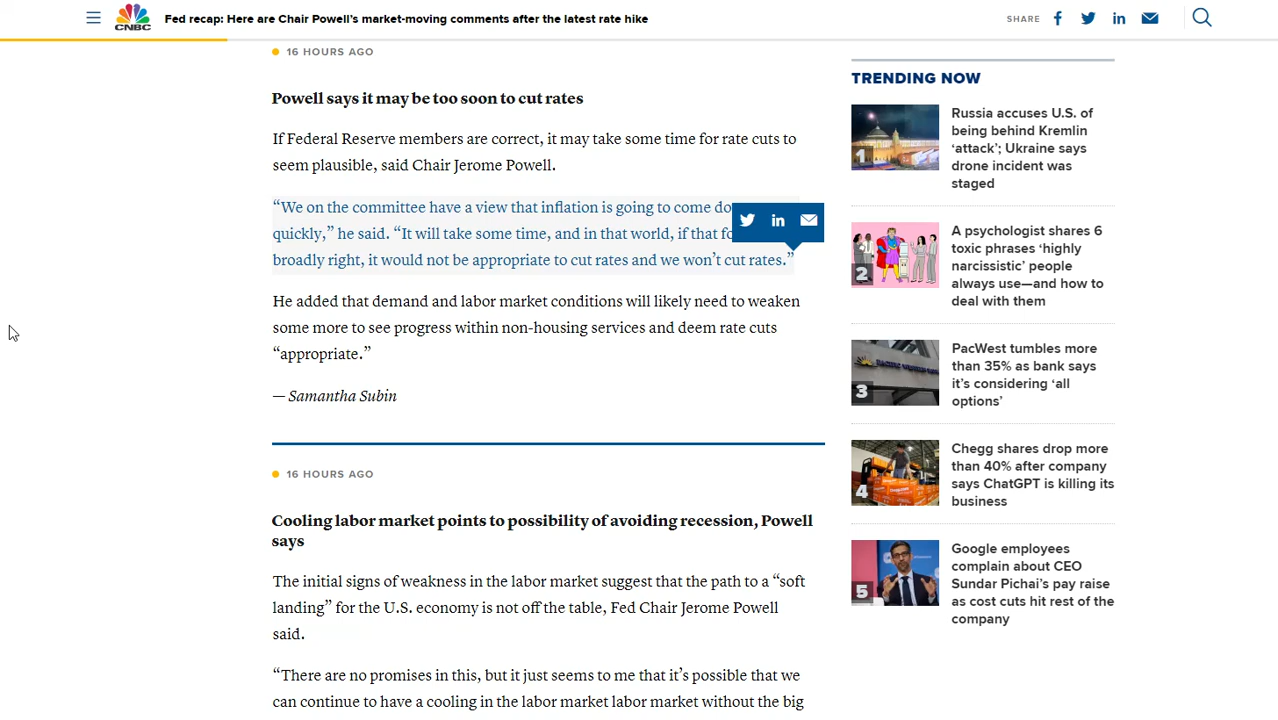 CNBC
Fed recap: Here are Chair Powell's market-moving comments after the latest rate hike
SHARE
16 HOURS AGO
Powell says it may be too soon to cut rates
If Federal Reserve members are correct, it may take some time for rate cuts to
seem plausible, said Chair Jerome Powell.
“We on the committee have a view that inflation is going to come do
quickly,” he said. “It will take some time, and in that world, if that fo
broadly right, it would not be appropriate to cut rates and we won’t cut rates.”
He added that demand and labor market conditions will likely need to weaken
some more to see progress within non-housing services and deem rate cuts
“appropriate.”
— Samantha Subin
16 HOURS AGO
Cooling labor market points to possibility of avoiding recession, Powell
says
The initial signs of weakness in the labor market suggest that the path to a “soft
landing” for the U.S. economy is not off the table, Fed Chair Jerome Powell
said.
“There are no promises in this, but it just seems to me that it’s possible that we
can continue to have a cooling in the labor market labor market without the big
TRENDING NOW
1
Russia accuses U.S. of
being behind Kremlin
‘attack’; Ukraine says
drone incident was
staged
2
A psychologist shares 6
toxic phrases ‘highly
narcissistic’ people
always use—and how to
deal with them
3
PacWest tumbles more
than 35% as bank says
it’s considering ‘all
options’
4
Chegg shares drop more
than 40% after company
says ChatGPT is killing its
business
5
Google employees
complain about CEO
Sundar Pichai’s pay raise
as cost cuts hit rest of the
company